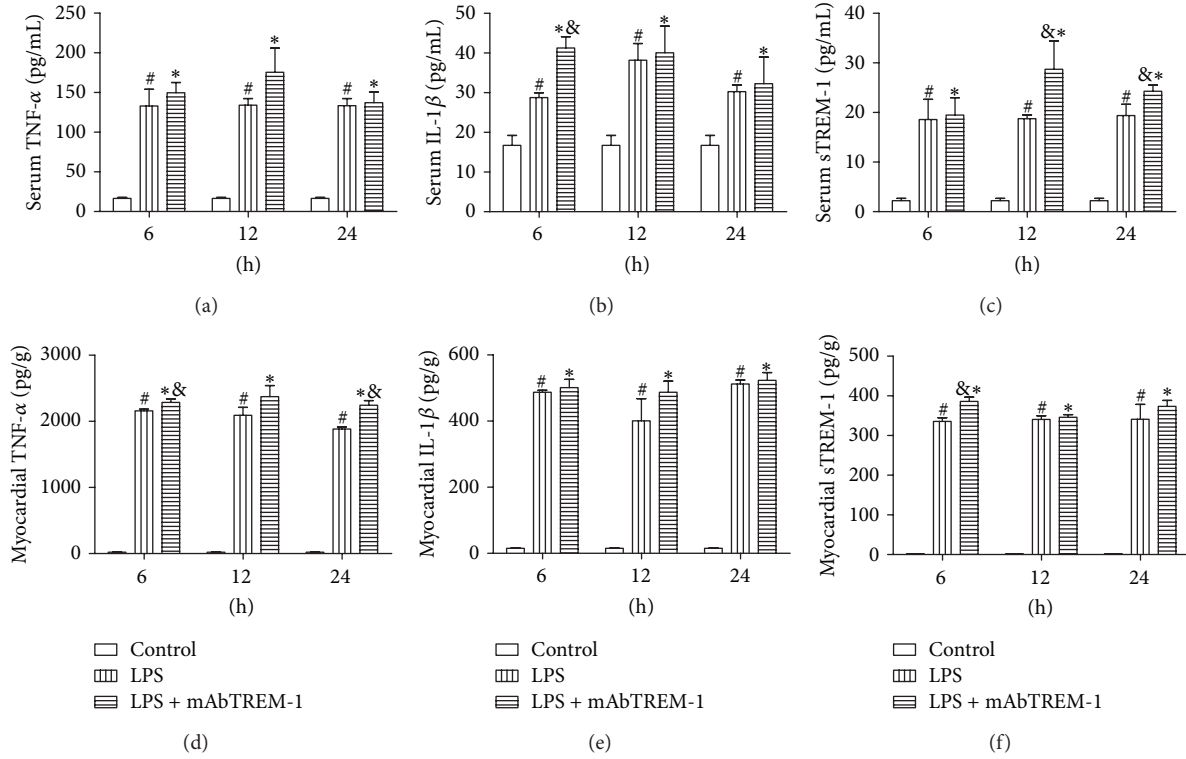 Serum TNF-α (pg/mL)
250
200
150
100
50
0
# * # * # *
6 12 24
(h)
(a)
Serum IL-1β (pg/mL)
50
40
30
20
10
0
# *& # * # *
6 12 24
(h)
(b)
Serum sTREM-1 (pg/mL)
40
30
20
10
0
# * # &* # &*
6 12 24
(h)
(c)
Myocardial TNF-α (pg/g)
3000
2000
1000
0
# *& # * # *&
6 12 24
(h)
Control
LPS
LPS + mAbTREM-1
(d)
Myocardial IL-1β (pg/g)
600
400
200
0
# * # * # *
6 12 24
(h)
Control
LPS
LPS + mAbTREM-1
(e)
Myocardial sTREM-1 (pg/g)
500
400
300
200
100
0
# &* # * # *
6 12 24
(h)
Control
LPS
LPS + mAbTREM-1
(f)